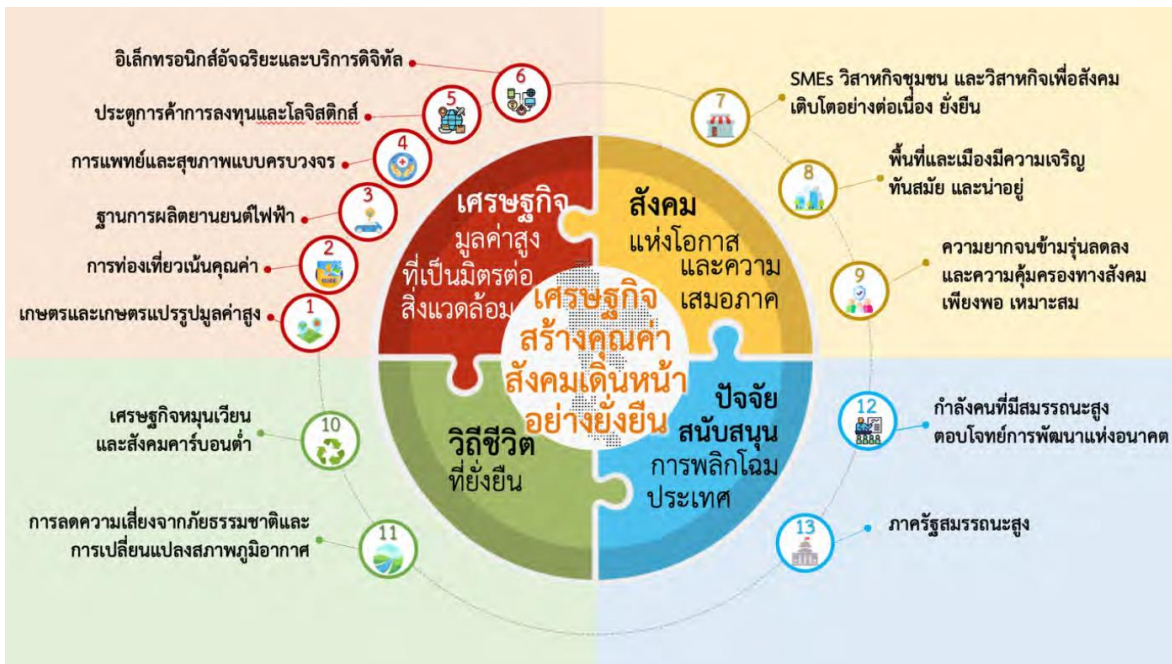 อิเล็กทรอนิกส์อัจฉริยะและบริการดิจิทัล
6
ประตูการค้าการลงทุนและโลจิสติกส์
5
การแพทย์และสุขภาพแบบครบวงจร
4
ฐานการผลิตยานยนต์ไฟฟ้า
3
การท่องเที่ยวเน้นคุณค่า
2
เกษตรและเกษตรแปรรูปมูลค่าสูง
1
เศรษฐกิจ
มูลค่าสูง
ที่เป็นมิตรต่อ
สิ่งแวดล้อม
สังคม
แห่งโอกาส
และความ
เสมอภาค
7
SMEs วิสาหกิจชุมชน และวิสาหกิจเพื่อสังคม
เติบโตอย่างต่อเนื่อง ยั่งยืน
8
พื้นที่และเมืองมีความเจริญ
ทันสมัย และน่าอยู่
9
ความยากจนข้ามรุ่นลดลง
และความคุ้มครองทางสังคม
เพียงพอ เหมาะสม
เศรษฐกิจ
สร้างคุณค่า
สังคมเดินหน้า
อย่างยั่งยืน
วิถีชีวิต
ที่ยั่งยืน
ปัจจัย
สนับสนุน
การพลิกโฉม
ประเทศ
เศรษฐกิจหมุนเวียน
และสังคมคาร์บอนต่ำ
10
การลดความเสี่ยงจากภัยธรรมชาติและ
การเปลี่ยนแปลงสภาพภูมิอากาศ
11
12
กำลังคนที่มีสมรรถนะสูง
ตอบโจทย์การพัฒนาแห่งอนาคต
13
ภาครัฐสมรรถนะสูง